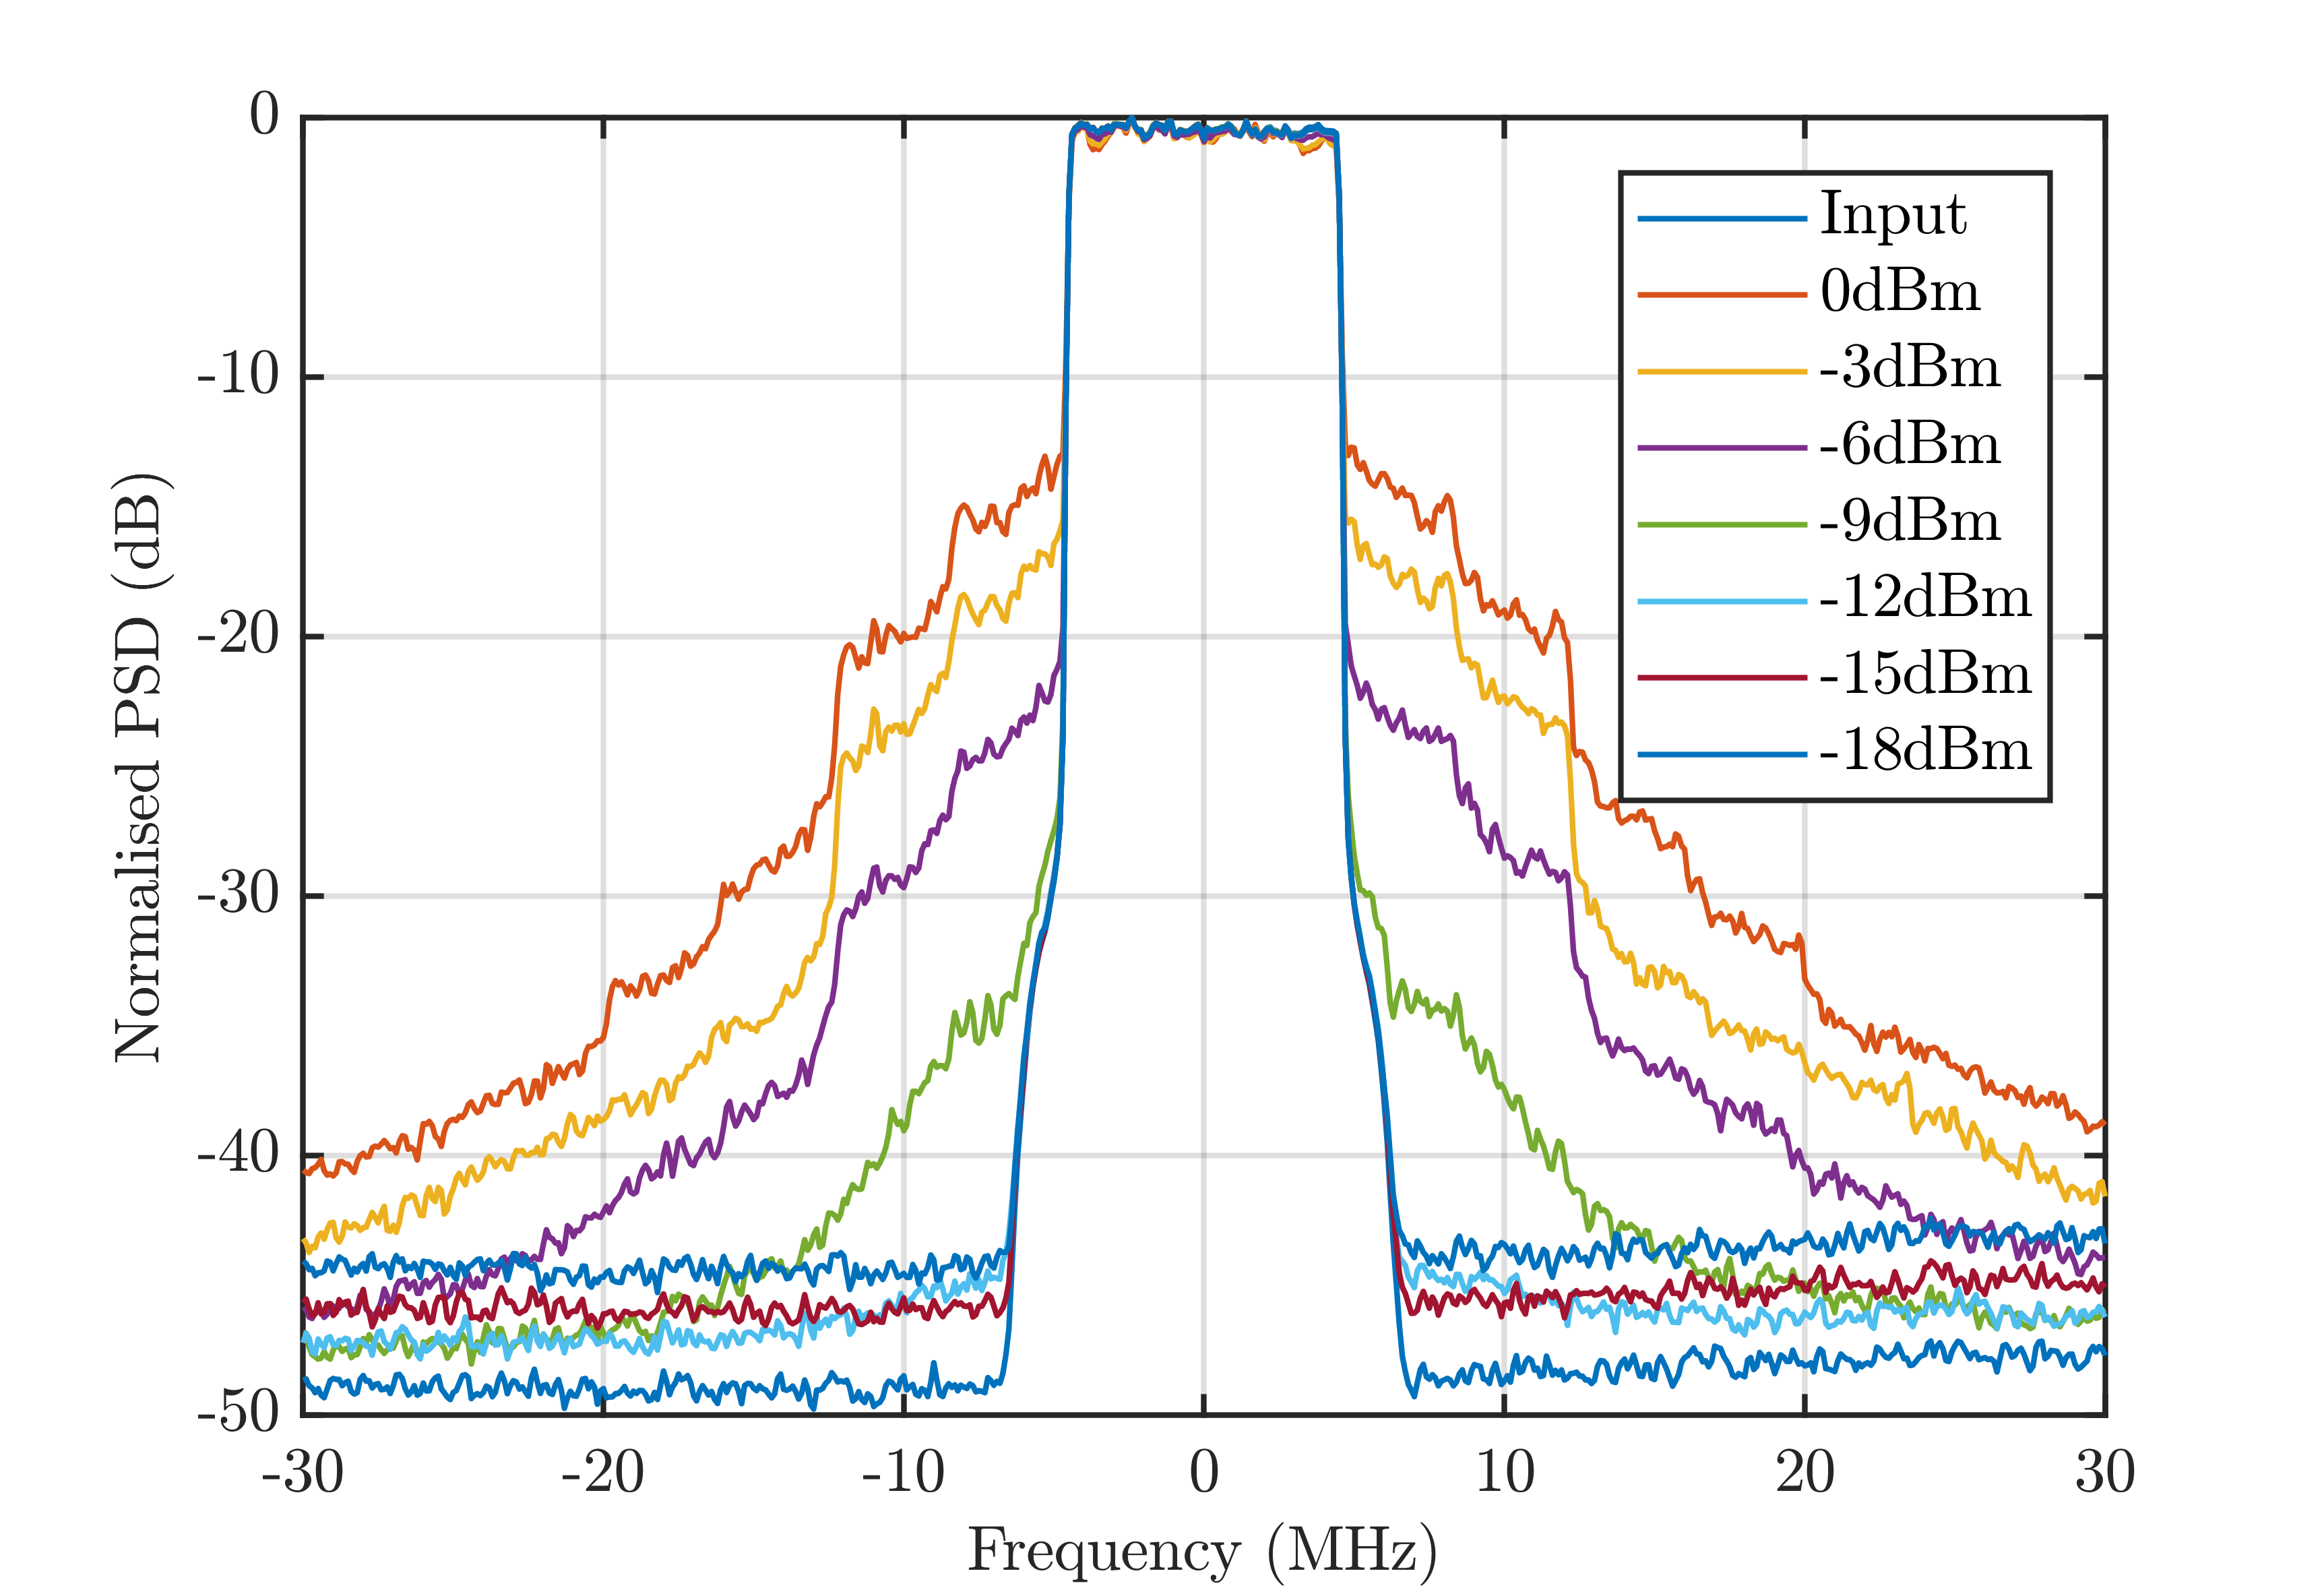 0
-10
-20
-30
-40
-50
Normalised PSD (dB)
Input
0dBm
-3dBm
-6dBm
-9dBm
-12dBm
-15dBm
-18dBm
-30 -20 -10 0 10 20 30
Frequency (MHz)